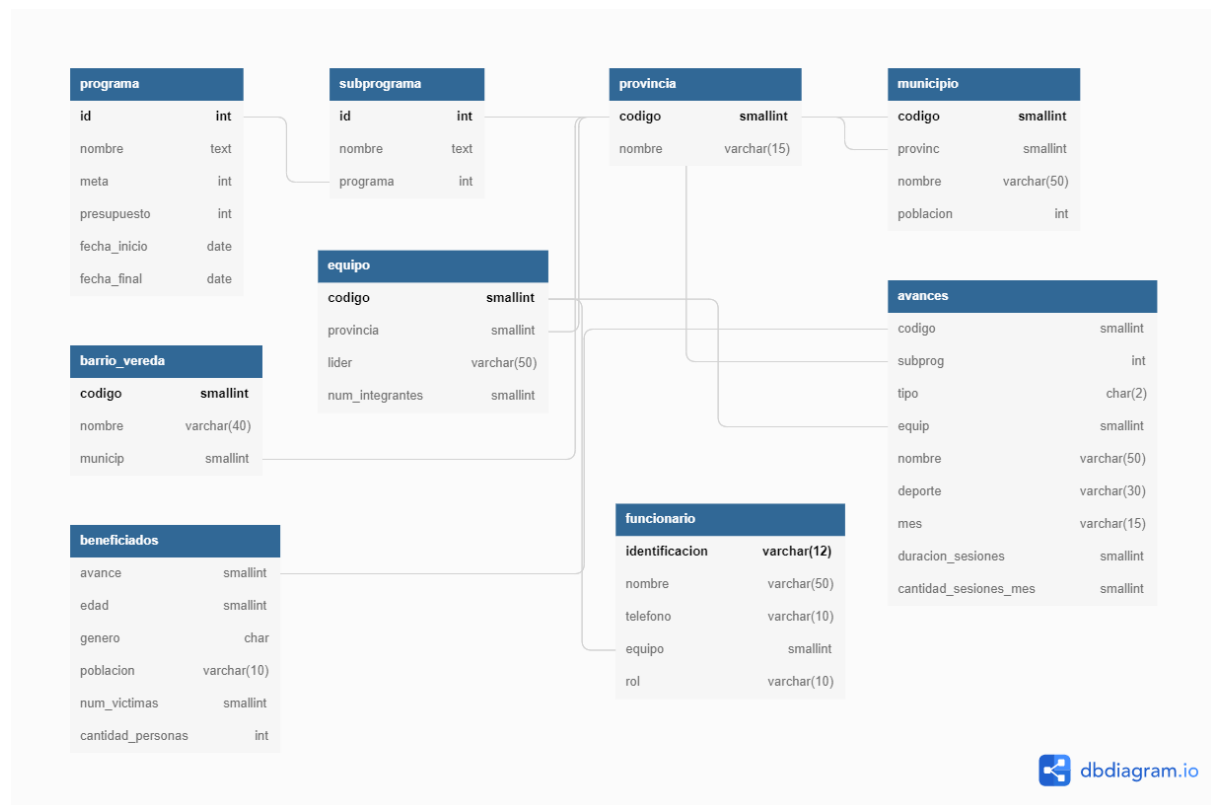 programa
id int
nombre text
meta int
presupuesto int
fecha_inicio date
fecha_final date
subprograma
id int
nombre text
programa int
provincia
codigo smallint
nombre varchar(15)
municipio
codigo smallint
provinc smallint
nombre varchar(50)
poblacion int
equipo
codigo smallint
provincia smallint
lider varchar(50)
num_integrantes smallint
avances
codigo smallint
subprog int
tipo char(2)
equip smallint
nombre varchar(50)
deporte varchar(30)
mes varchar(15)
duracion_sesiones smallint
cantidad_sesiones_mes smallint
barrio_vereda
codigo smallint
nombre varchar(40)
municip smallint
funcionario
identificacion varchar(12)
nombre varchar(50)
telefono varchar(10)
equipo smallint
rol varchar(10)
beneficiados
avance smallint
edad smallint
genero char
poblacion varchar(10)
num_victimas smallint
cantidad_personas int
dbdiagram.io